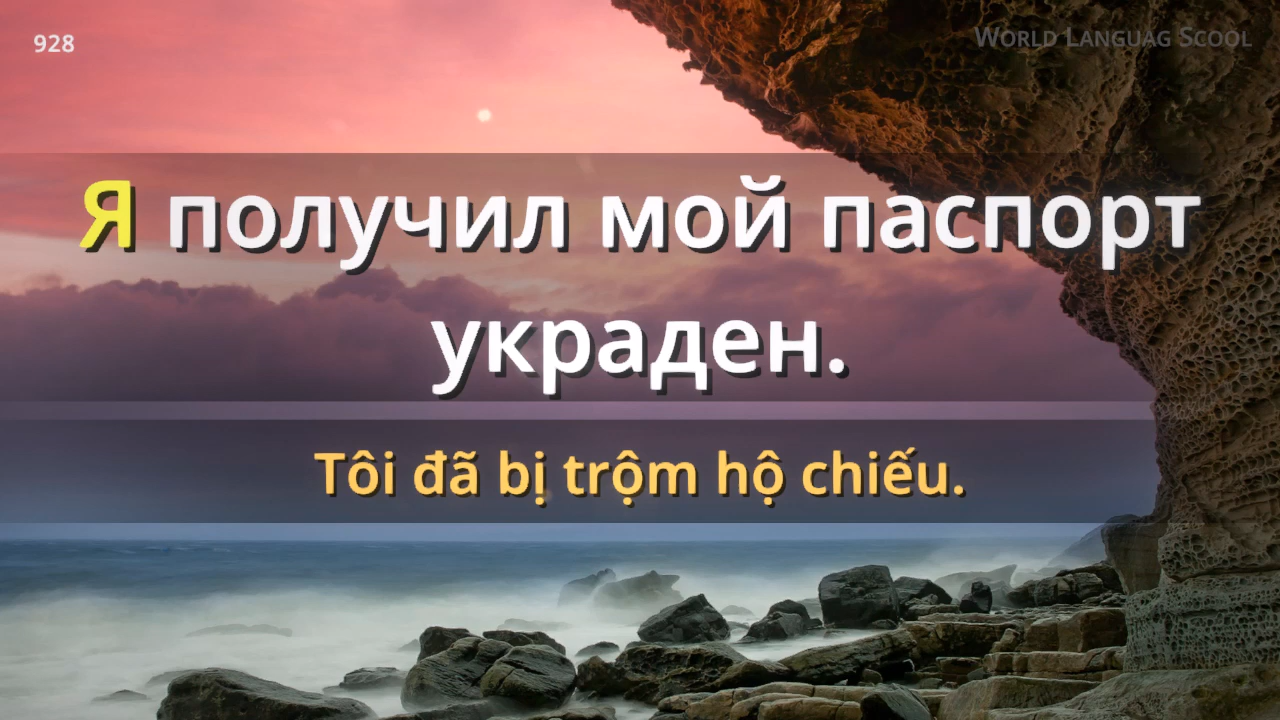 928
World Languag Scool
Я получил мой паспорт
украден.
Tôi đã bị trộm hộ chiếu.